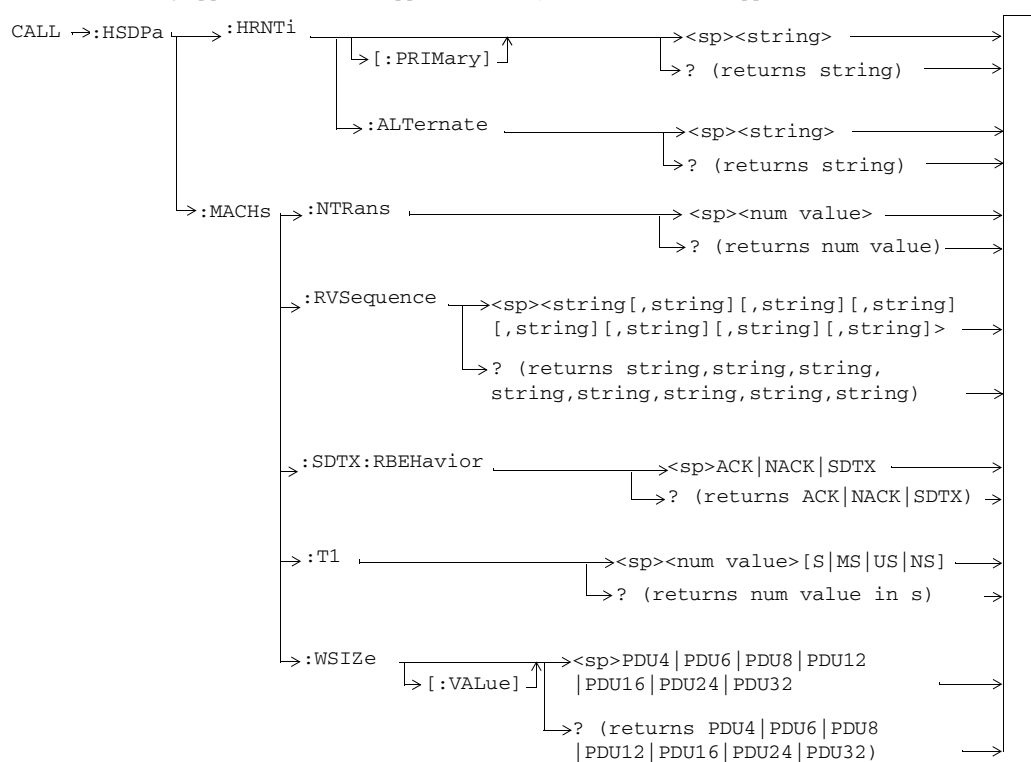 CALL :HSDPa :HRNTi <sp><string>
[:PRIMary] ? (returns string)
:ALTernate <sp><string>
? (returns string)
:MACHs :NTRans <sp><num value>
? (returns num value)
:RVSequence <sp><string[,string][,string][,string]
[,string][,string][,string][,string]>
? (returns string,string,string,
string,string,string,string,string)
:SDTX:RBEHavior <sp>ACK|NACK|SDTX
? (returns ACK|NACK|SDTX)
:T1 <sp><num value>[S|MS|US|NS]
? (returns num value in s)
:WSIZe <sp>PDU4|PDU6|PDU8|PDU12
[:VALue] |PDU16|PDU24|PDU32
? (returns PDU4|PDU6|PDU8
|PDU12|PDU16|PDU24|PDU32)